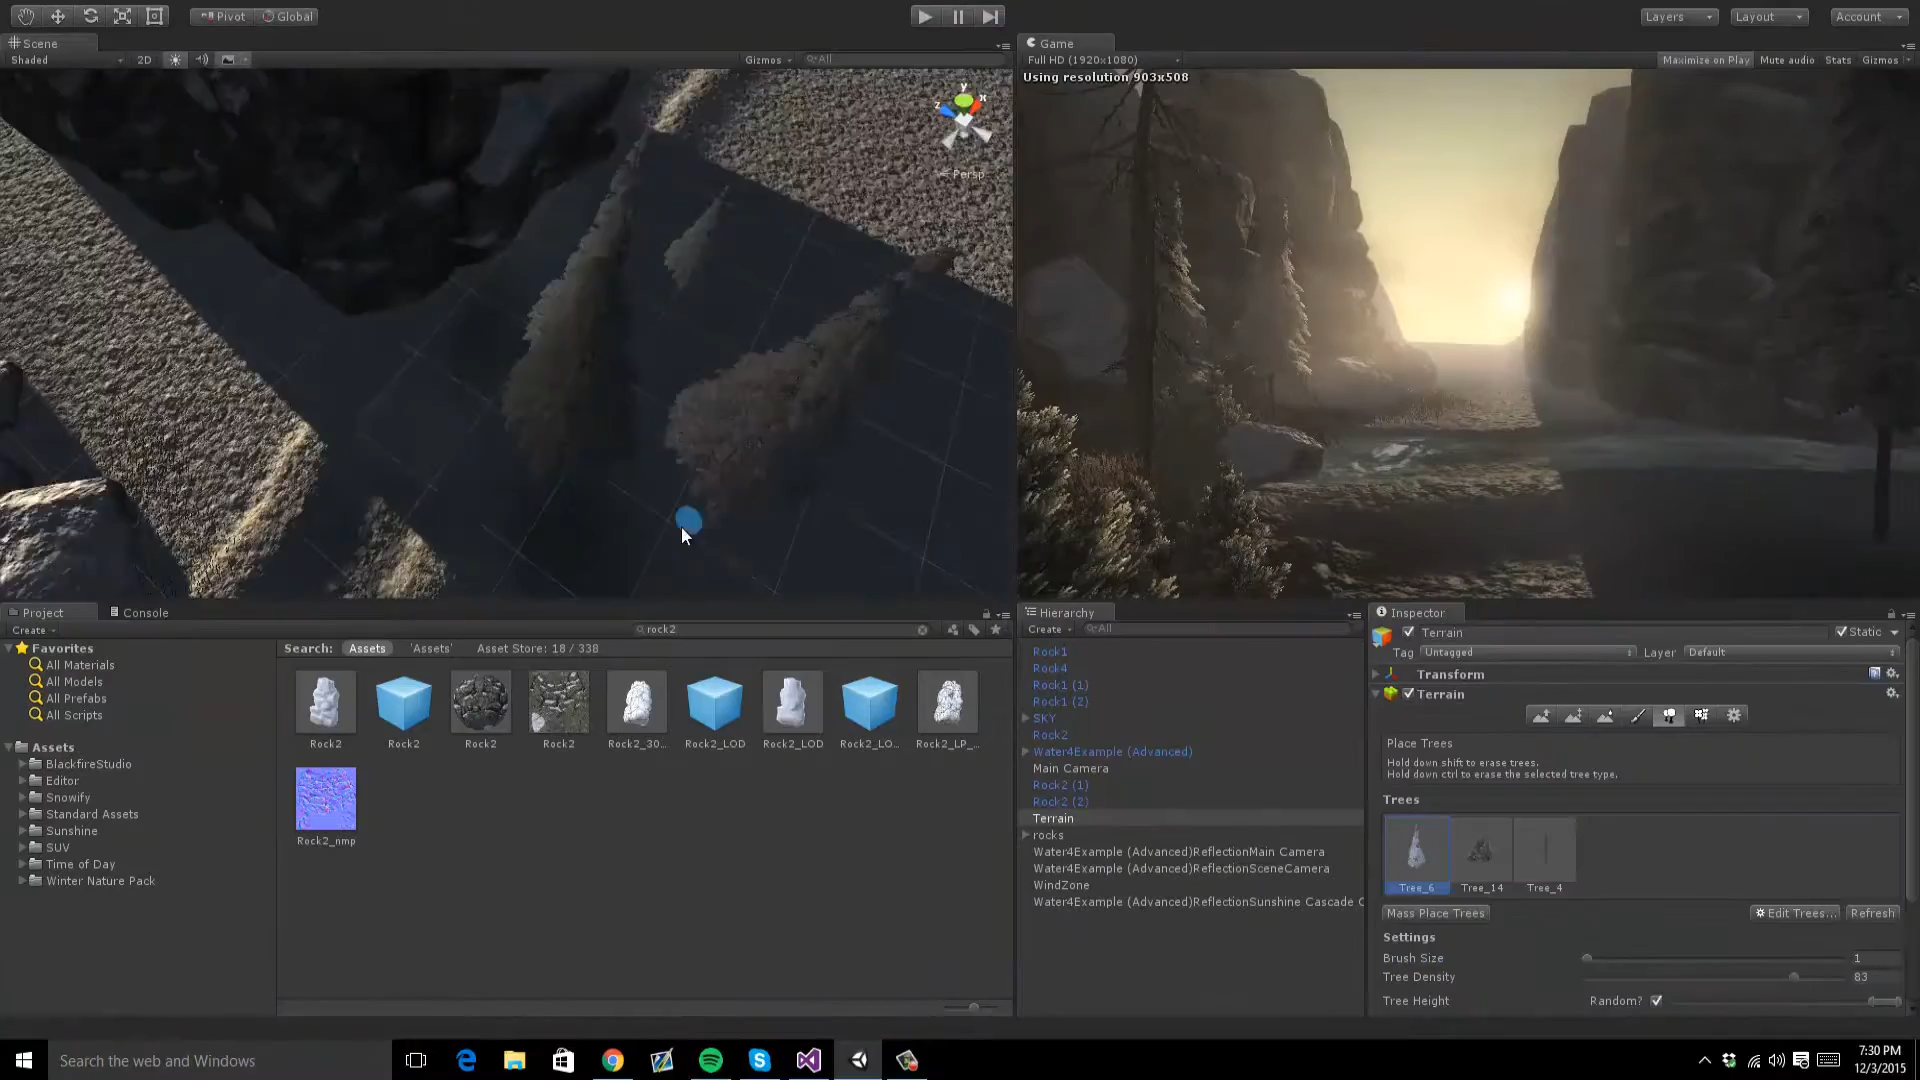 Pivot Global Layers Layout Account
Scene Game
Shaded 2D Gizmos All Full HD (1920x1080) Maximize on Play Mute audio Stats Gizmos
Using resolution 903x508
y
x
z
Persp
Project Console Hierarchy Inspector
Create rock2 Create All
Terrain Static
Tag Untagged Layer Default
Transform
Terrain
Favorites
All Materials
All Models
All Prefabs
All Scripts
Assets
BlackfireStudio
Editor
Snowify
Standard Assets
Sunshine
SUV
Time of Day
Winter Nature Pack
Search: Assets 'Assets' Asset Store: 18 / 338
Rock2 Rock2 Rock2 Rock2 Rock2_30... Rock2_LOD Rock2_LOD Rock2_LO... Rock2_LP_...
Rock2_nmp
Rock1
Rock4
Rock1 (1)
Rock1 (2)
SKY
Rock2
Water4Example (Advanced)
Main Camera
Rock2 (1)
Rock2 (2)
Terrain
rocks
Water4Example (Advanced)ReflectionMain Camera
Water4Example (Advanced)ReflectionSceneCamera
WindZone
Water4Example (Advanced)ReflectionSunshine Cascade C
Place Trees
Hold down shift to erase trees.
Hold down ctrl to erase the selected tree type.
Trees
Tree_6 Tree_14 Tree_4
Mass Place Trees Edit Trees... Refresh
Settings
Brush Size 1
Tree Density 83
Tree Height Random?
Search the web and Windows
7:30 PM
12/3/2015